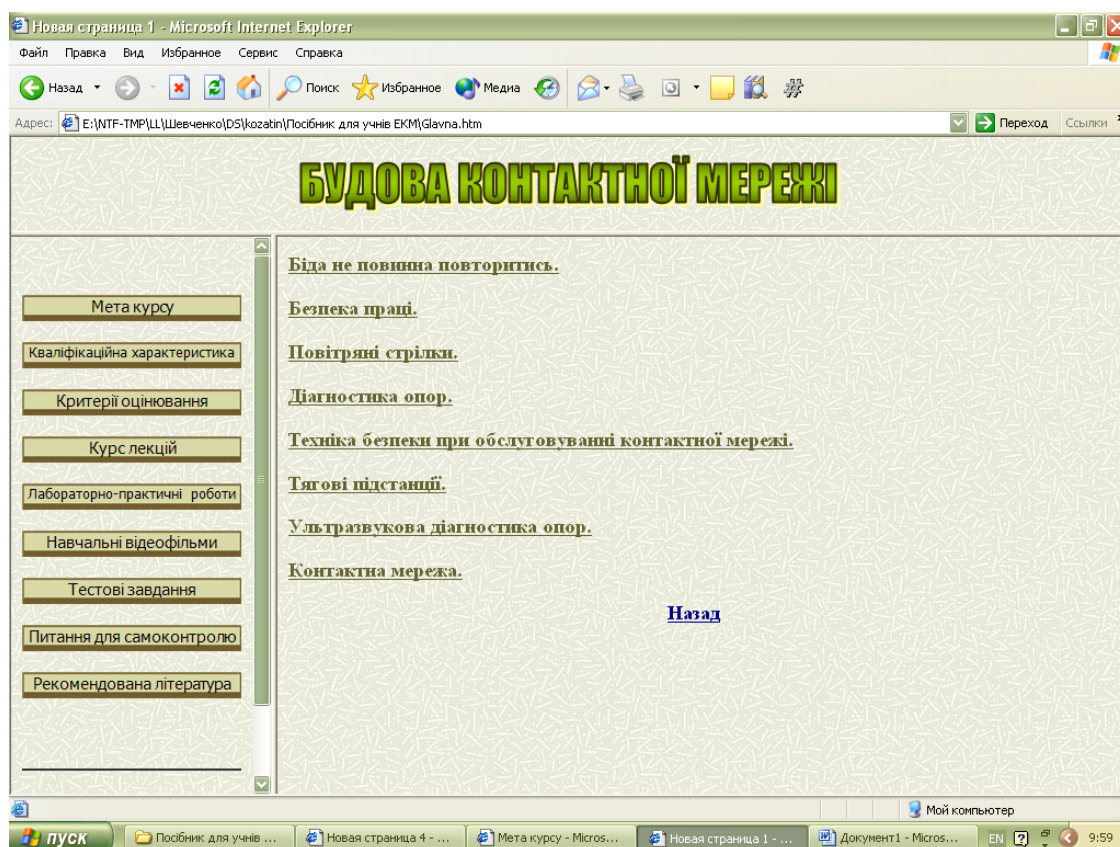 Новая страница 1 - Microsoft Internet Explorer
Файл Правка Вид Избранное Сервис Справка
Назад Поиск Избранное Медиа
Адрес: E:\NTF-TMP\LL\Шевченко\DS\kozatin\Посібник для учнів ЕКМ\Glavna.htm Переход Ссылки
БУДОВА КОНТАКТНОЇ МЕРЕЖІ
Мета курсу
Кваліфікаційна характеристика
Критерії оцінювання
Курс лекцій
Лабораторно-практичні роботи
Навчальні відеофільми
Тестові завдання
Питання для самоконтролю
Рекомендована література
Біда не повинна повторитись.
Безпека праці.
Повітряні стрілки.
Діагностика опор.
Техніка безпеки при обслуговуванні контактної мережі.
Тягові підстанції.
Ультразвукова діагностика опор.
Контактна мережа.
Назад
Мой компьютер
пуск Посібник для учнів ... Новая страница 4 - ... Мета курсу - Micros... Новая страница 1 - ... Документ1 - Micros... EN 9:59